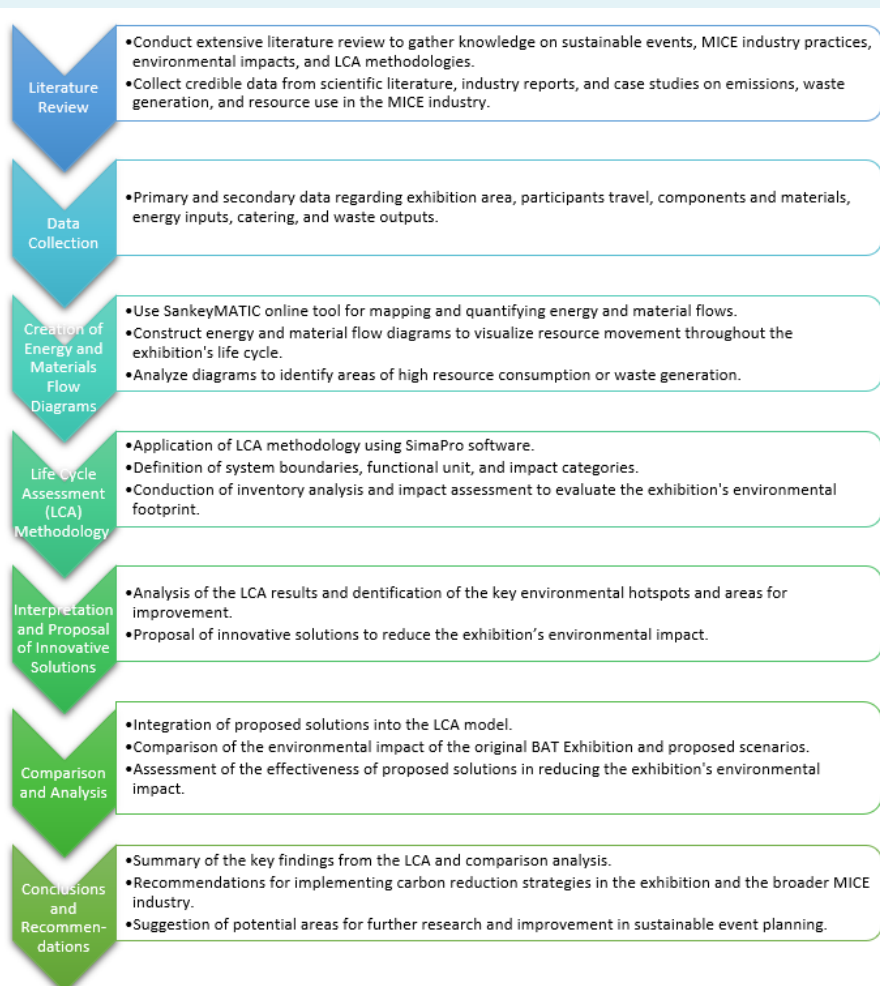 Literature
Review
•Conduct extensive literature review to gather knowledge on sustainable events, MICE industry practices,
environmental impacts, and LCA methodologies.
•Collect credible data from scientific literature, industry reports, and case studies on emissions, waste
generation, and resource use in the MICE industry.
Data
Collection
•Primary and secondary data regarding exhibition area, participants travel, components and materials,
energy inputs, catering, and waste outputs.
Creation of
Energy and
Materials
Flow
Diagrams
•Use SankeyMATIC online tool for mapping and quantifying energy and material flows.
•Construct energy and material flow diagrams to visualize resource movement throughout the
exhibition's life cycle.
•Analyze diagrams to identify areas of high resource consumption or waste generation.
Life Cycle
Assessment
(LCA)
Methodology
•Application of LCA methodology using SimaPro software.
•Definition of system boundaries, functional unit, and impact categories.
•Conduction of inventory analysis and impact assessment to evaluate the exhibition's environmental
footprint.
Interpretation
and Proposal
of Innovative
Solutions
•Analysis of the LCA results and dentification of the key environmental hotspots and areas for
improvement.
•Proposal of innovative solutions to reduce the exhibition’s environmental impact.
Comparison
and Analysis
•Integration of proposed solutions into the LCA model.
•Comparison of the environmental impact of the original BAT Exhibition and proposed scenarios.
•Assessment of the effectiveness of proposed solutions in reducing the exhibition's environmental
impact.
Conclusions
and
Recommen-
dations
•Summary of the key findings from the LCA and comparison analysis.
•Recommendations for implementing carbon reduction strategies in the exhibition and the broader MICE
industry.
•Suggestion of potential areas for further research and improvement in sustainable event planning.